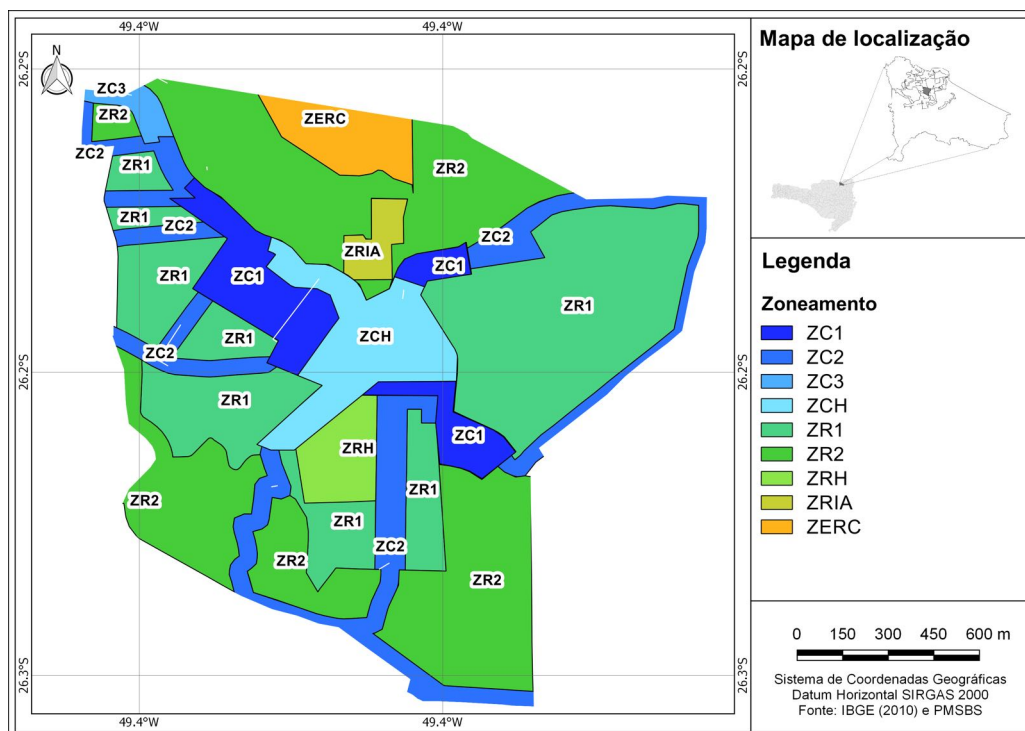 49.4°W
49.4°W
N
26.2°S
26.2°S
ZC3
ZR2
ZERC
ZC2
ZR1
ZR2
ZR1
ZC2
ZC2
ZRIA
ZR1
ZC1
ZC1
ZR1
ZR1
ZCH
ZC2
26.2°S
26.2°S
ZR1
ZC1
ZRH
ZR1
ZR2
ZR1
ZC2
ZR2
ZR2
26.3°S
26.3°S
49.4°W
49.4°W
Mapa de localização
Legenda
Zoneamento
ZC1
ZC2
ZC3
ZCH
ZR1
ZR2
ZRH
ZRIA
ZERC
0 150 300 450 600 m
Sistema de Coordenadas Geográficas
Datum Horizontal SIRGAS 2000
Fonte: IBGE (2010) e PMSBS